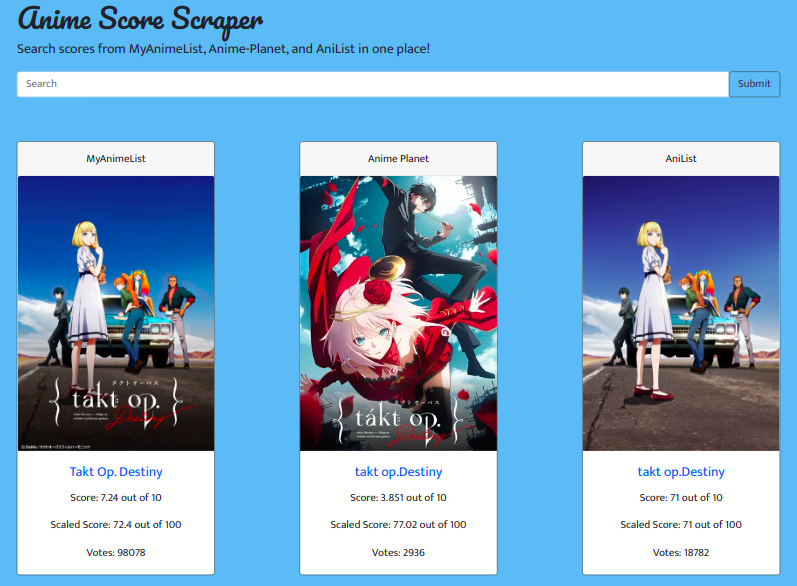 Anime Score Scraper
Search scores from MyAnimeList, Anime-Planet, and AniList in one place!
Search
Submit
MyAnimeList
タクトオーパス
takt op.
Destiny
Takt Op. Destiny
Score: 7.24 out of 10
Scaled Score: 72.4 out of 100
Votes: 98078
Anime Planet
タクトオーパス
takt op.
Destiny
takt op.Destiny
Score: 3.851 out of 10
Scaled Score: 77.02 out of 100
Votes: 2936
AniList
takt op.Destiny
Score: 71 out of 10
Scaled Score: 71 out of 100
Votes: 18782